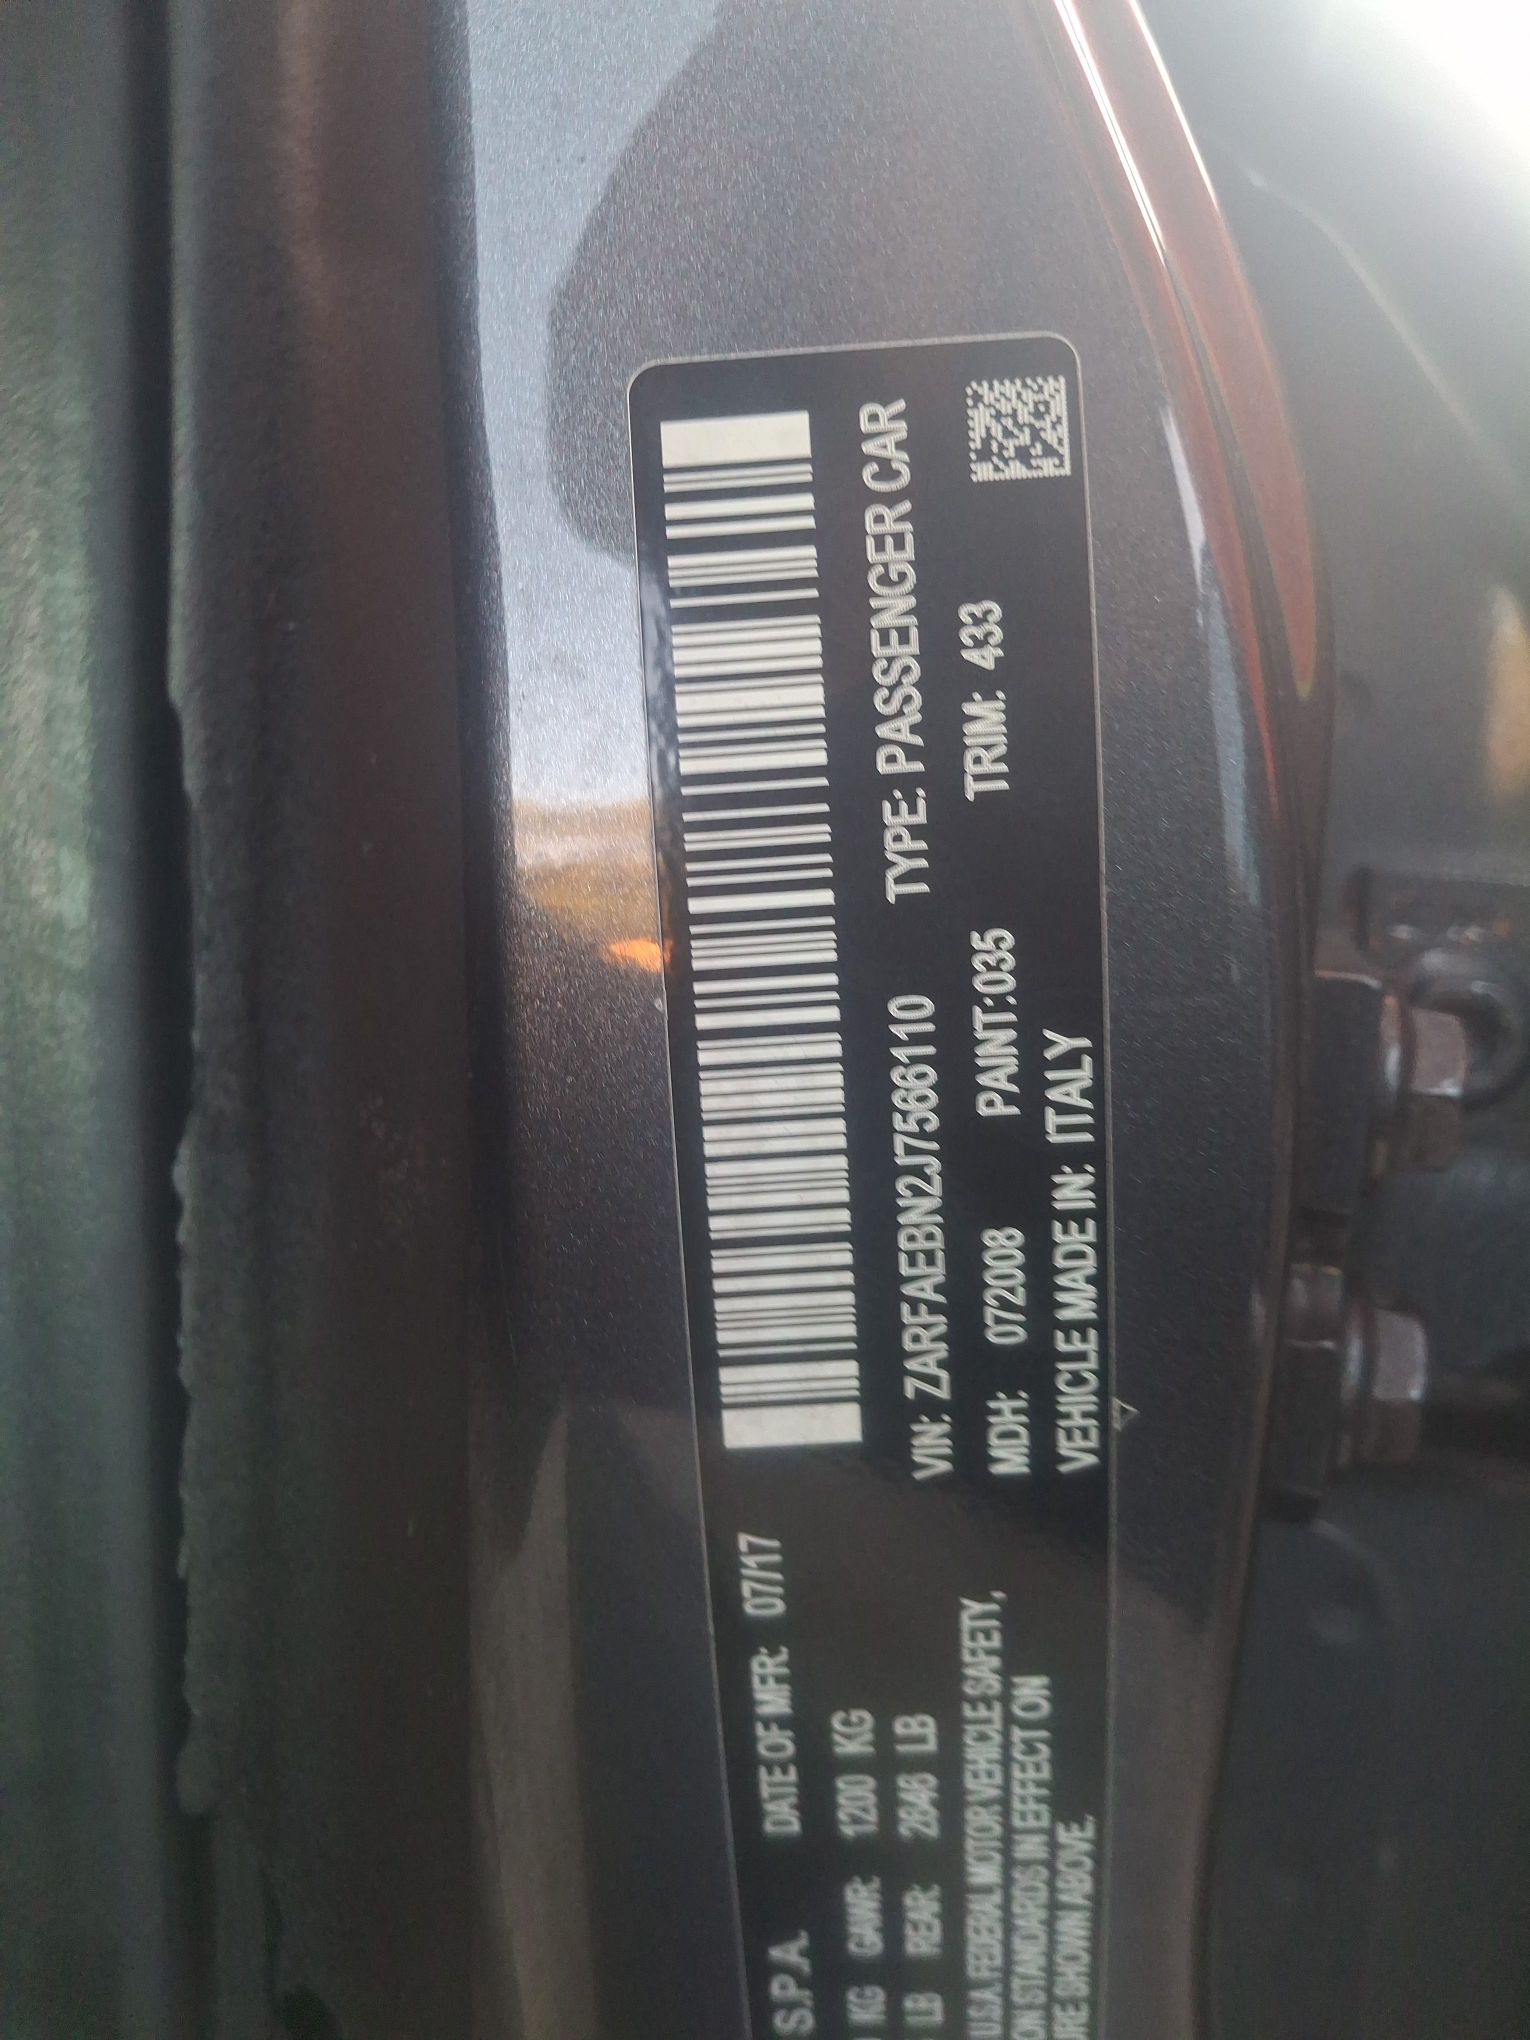 S.P.A. DATE OF MFR: 07/17
KG GAWR: 1200 KG
LB REAR: 2646 LB
U.S.A. FEDERAL MOTOR VEHICLE SAFETY,
ON STANDARDS IN EFFECT ON
URE SHOWN ABOVE.
VIN: ZARFAEBN2J7566110 TYPE: PASSENGER CAR
MDH: 072008 PAINT:035 TRIM: 433
VEHICLE MADE IN: ITALY